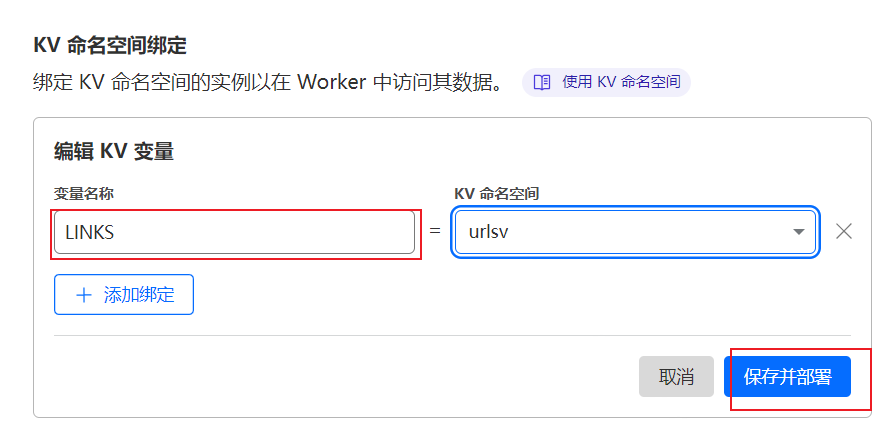 KV 命名空间绑定
绑定 KV 命名空间的实例以在 Worker 中访问其数据。 使用 KV 命名空间
编辑 KV 变量
变量名称 KV 命名空间
LINKS = urlsv
+ 添加绑定
取消 保存并部署